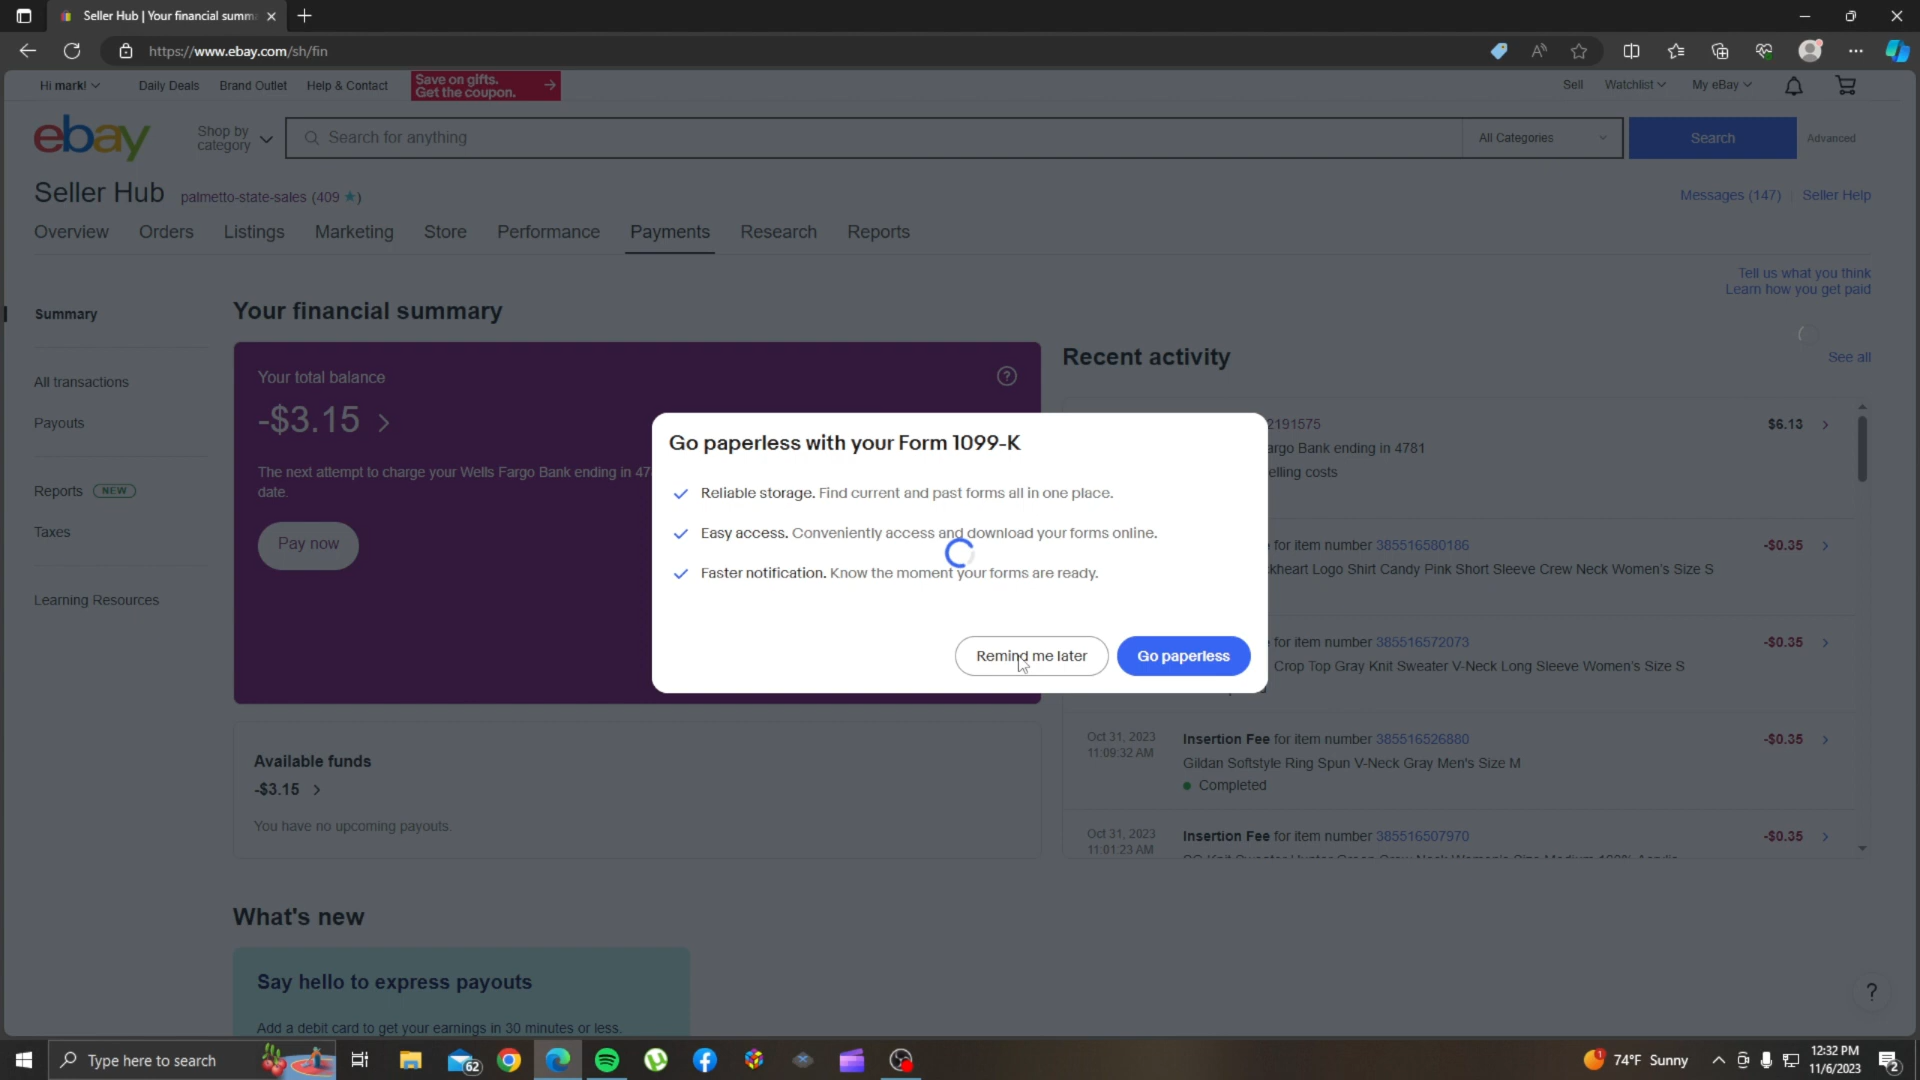 Seller Hub | Your financial summ
https://www.ebay.com/sh/fin
Hi mark!
Daily Deals
Brand Outlet
Help & Contact
Save on gifts.
Get the coupon.
Sell
Watchlist
My eBay
ebay
Shop by
category
Search for anything
All Categories
Search
Advanced
Seller Hub
palmetto-state-sales (409 ★)
Messages (147)
Seller Help
Overview
Orders
Listings
Marketing
Store
Performance
Payments
Research
Reports
Tell us what you think
Learn how you get paid
Summary
All transactions
Payouts
Reports NEW
Taxes
Learning Resources
Your financial summary
Your total balance
-$3.15
The next attempt to charge your Wells Fargo Bank ending in 47
date.
Pay now
Available funds
-$3.15
You have no upcoming payouts.
Recent activity
See all
2191575
$6.13
argo Bank ending in 4781
elling costs
for item number 385516580186
-$0.35
kheart Logo Shirt Candy Pink Short Sleeve Crew Neck Women's Size S
for item number 385516572073
-$0.35
Crop Top Gray Knit Sweater V-Neck Long Sleeve Women's Size S
Oct 31, 2023
11:09:32 AM
Insertion Fee for item number 385516526880
-$0.35
Gildan Softstyle Ring Spun V-Neck Gray Men's Size M
Completed
Oct 31, 2023
11:01:23 AM
Insertion Fee for item number 385516507970
-$0.35
Go paperless with your Form 1099-K
Reliable storage. Find current and past forms all in one place.
Easy access. Conveniently access and download your forms online.
Faster notification. Know the moment your forms are ready.
Remind me later
Go paperless
What's new
Say hello to express payouts
Add a debit card to get your earnings in 30 minutes or less.
?
Type here to search
62
1
74°F Sunny
12:32 PM
11/6/2023
2